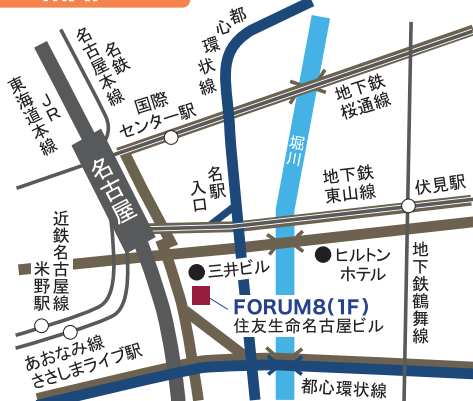 心都
環状線
名鉄
名古屋本線
JR
東海道本線
国際
センター駅
地下鉄
桜通線
堀川
名古屋
名駅
入口
地下鉄
東山線
伏見駅
近鉄名古屋線
米野駅
三井ビル
ヒルトン
ホテル
地下鉄鶴舞線
FORUM8(1F)
住友生命名古屋ビル
あおなみ線
ささしまライブ駅
都心環状線